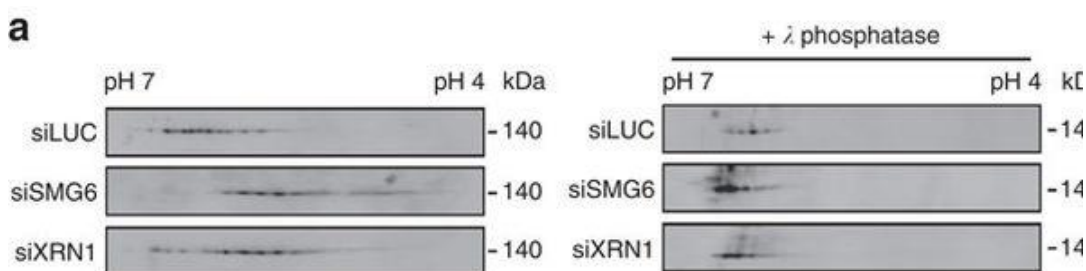 a
+ λ phosphatase
pH 7 pH 4 kDa
pH 7 pH 4
siLUC -140
siLUC
siSMG6 -140
siSMG6
siXRN1 -140
siXRN1